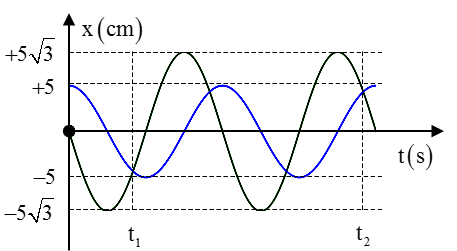 x(cm)
+5√3
+5
t(s)
−5
−5√3
t₁
t₂